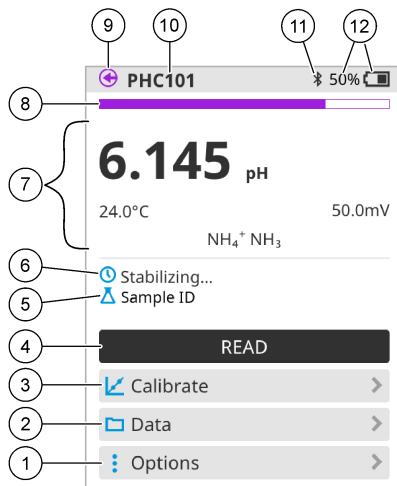 9 10 11 12
PHC101 50%
8
7
6.145 pH
24.0°C 50.0mV
NH₄⁺ NH₃
6 Stabilizing...
5 Sample ID
4 READ
3 Calibrate
2 Data
1 Options